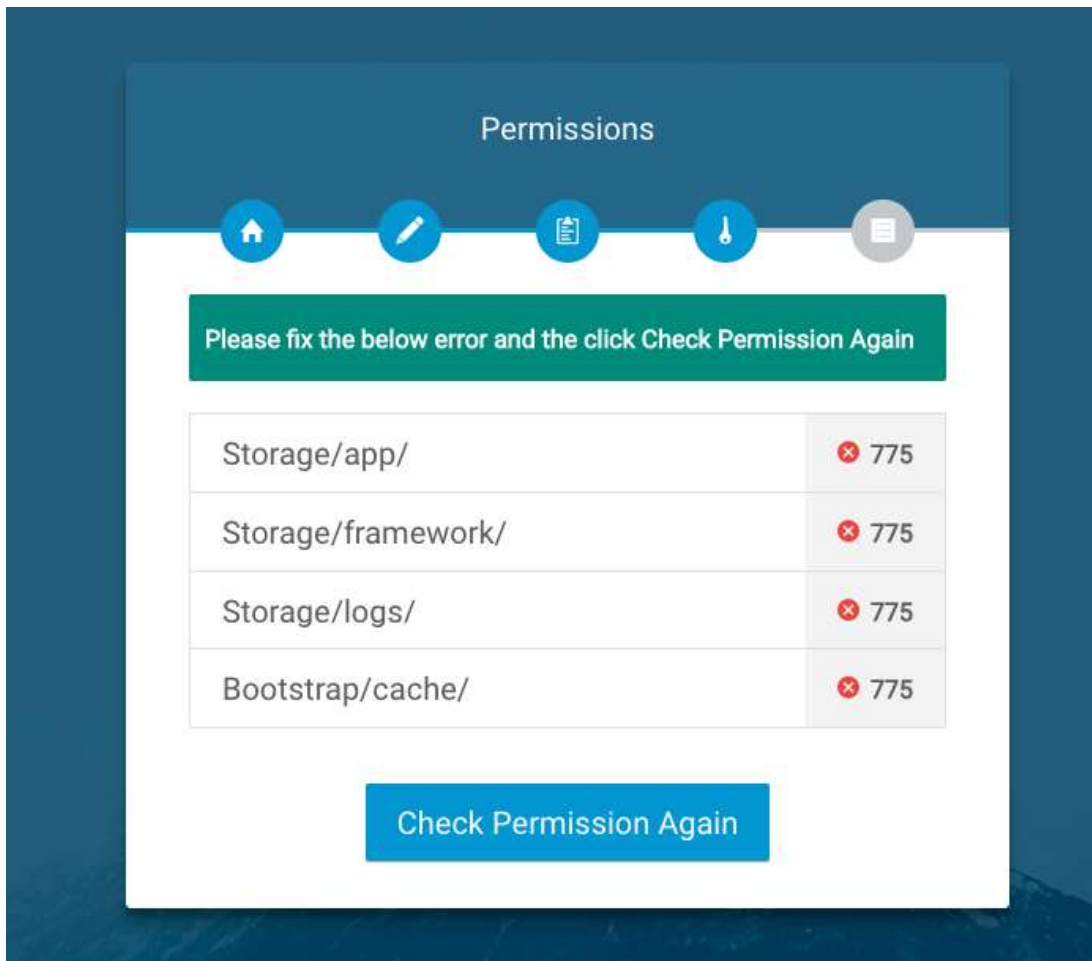 Permissions
Please fix the below error and the click Check Permission Again
Storage/app/ 775
Storage/framework/ 775
Storage/logs/ 775
Bootstrap/cache/ 775
Check Permission Again